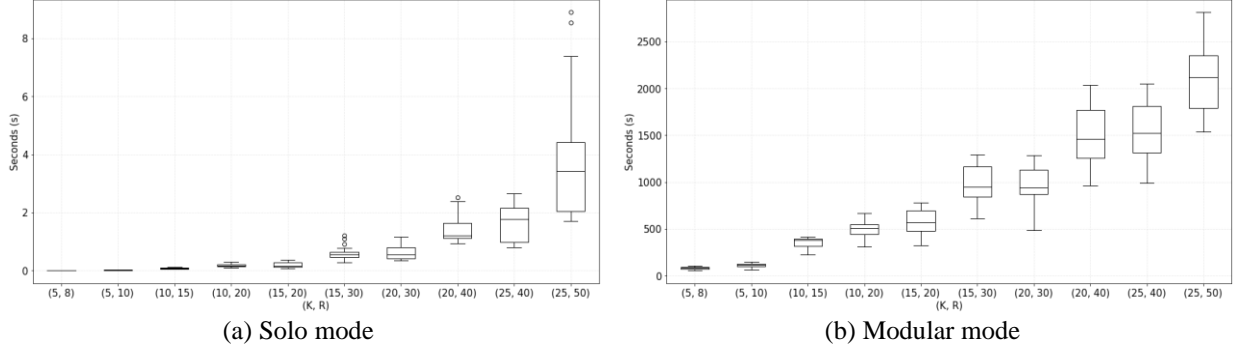 8
6
4
2
0
Seconds (s)
(5, 8) (5, 10) (10, 15) (10, 20) (15, 20) (15, 30) (20, 30) (20, 40) (25, 40) (25, 50)
(K, R)
(a) Solo mode
2500
2000
1500
1000
500
0
Seconds (s)
(5, 8) (5, 10) (10, 15) (10, 20) (15, 20) (15, 30) (20, 30) (20, 40) (25, 40) (25, 50)
(K, R)
(b) Modular mode